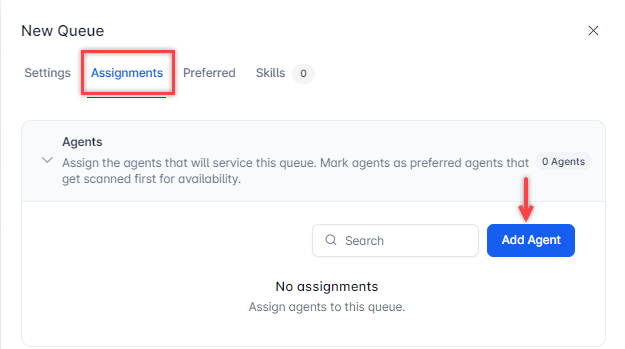 New Queue
Settings Assignments Preferred Skills 0
Agents
Assign the agents that will service this queue. Mark agents as preferred agents that
get scanned first for availability.
0 Agents
Search
Add Agent
No assignments
Assign agents to this queue.